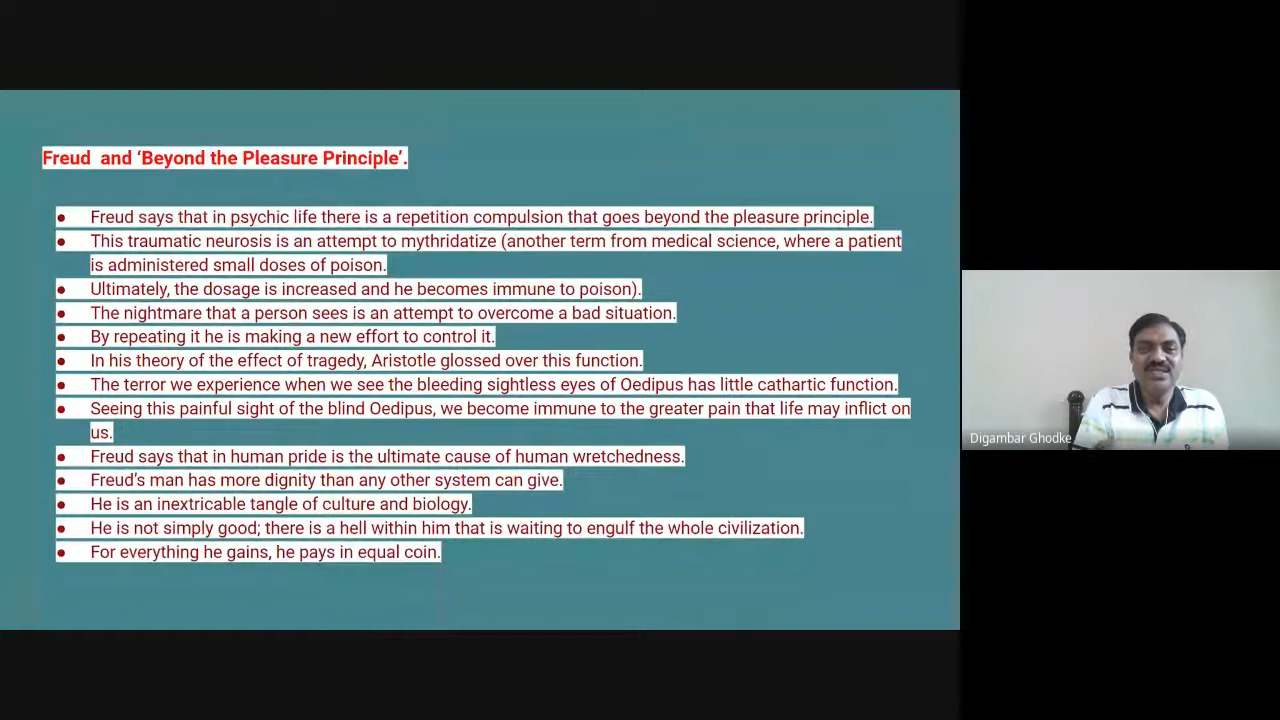 Freud and ‘Beyond the Pleasure Principle’.
● Freud says that in psychic life there is a repetition compulsion that goes beyond the pleasure principle.
● This traumatic neurosis is an attempt to mythridatize (another term from medical science, where a patient
is administered small doses of poison.
● Ultimately, the dosage is increased and he becomes immune to poison).
● The nightmare that a person sees is an attempt to overcome a bad situation.
● By repeating it he is making a new effort to control it.
● In his theory of the effect of tragedy, Aristotle glossed over this function.
● The terror we experience when we see the bleeding sightless eyes of Oedipus has little cathartic function.
● Seeing this painful sight of the blind Oedipus, we become immune to the greater pain that life may inflict on
us.
● Freud says that in human pride is the ultimate cause of human wretchedness.
● Freud’s man has more dignity than any other system can give.
● He is an inextricable tangle of culture and biology.
● He is not simply good; there is a hell within him that is waiting to engulf the whole civilization.
● For everything he gains, he pays in equal coin.
Digambar Ghodke